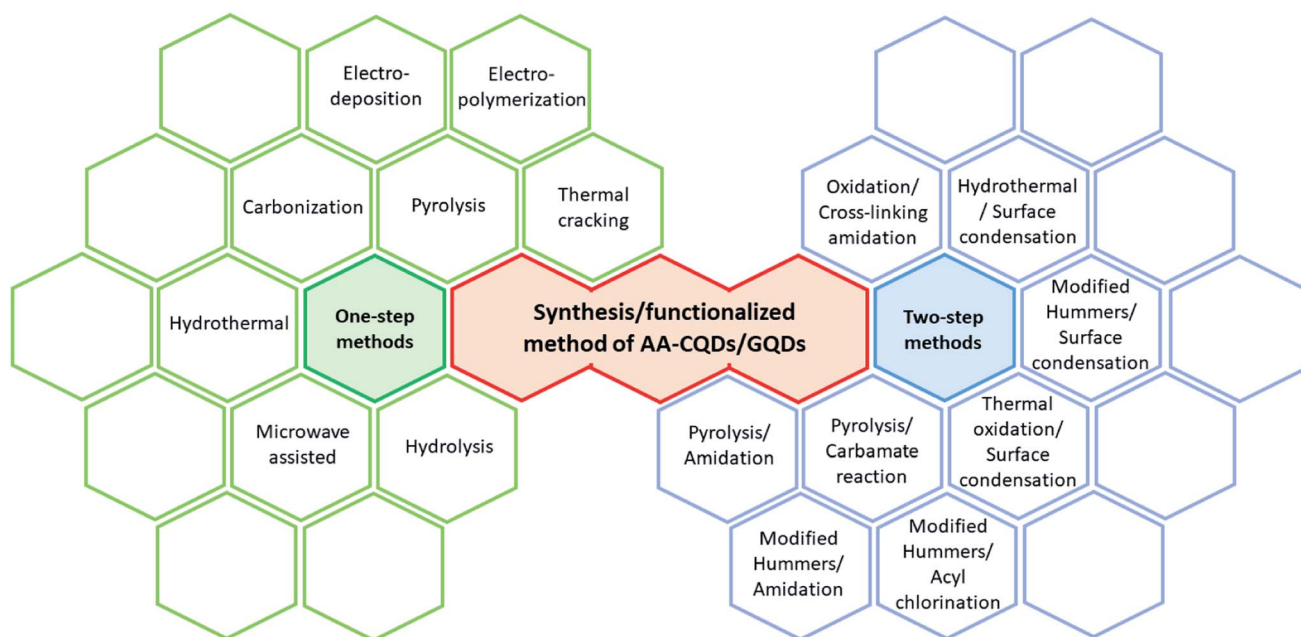 Electro-
deposition
Electro-
polymerization
Carbonization
Pyrolysis
Thermal
cracking
Oxidation/
Cross-linking
amidation
Hydrothermal
/ Surface
condensation
Hydrothermal
One-step
methods
Synthesis/functionalized
method of AA-CQDs/GQDs
Two-step
methods
Modified
Hummers/
Surface
condensation
Microwave
assisted
Hydrolysis
Pyrolysis/
Amidation
Pyrolysis/
Carbamate
reaction
Thermal
oxidation/
Surface
condensation
Modified
Hummers/
Amidation
Modified
Hummers/
Acyl
chlorination